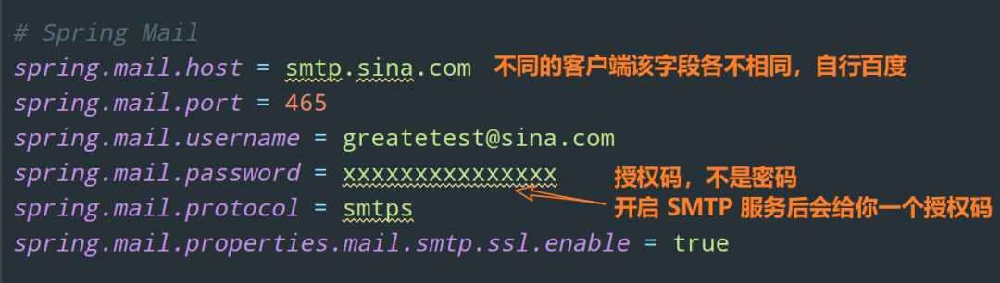 # Spring Mail
spring.mail.host = smtp.sina.com 不同的客户端该字段各不相同，自行百度
spring.mail.port = 465
spring.mail.username = greatetest@sina.com
spring.mail.password = xxxxxxxxxxxxxxx 授权码，不是密码
spring.mail.protocol = smtps 开启 SMTP 服务后会给你一个授权码
spring.mail.properties.mail.smtp.ssl.enable = true